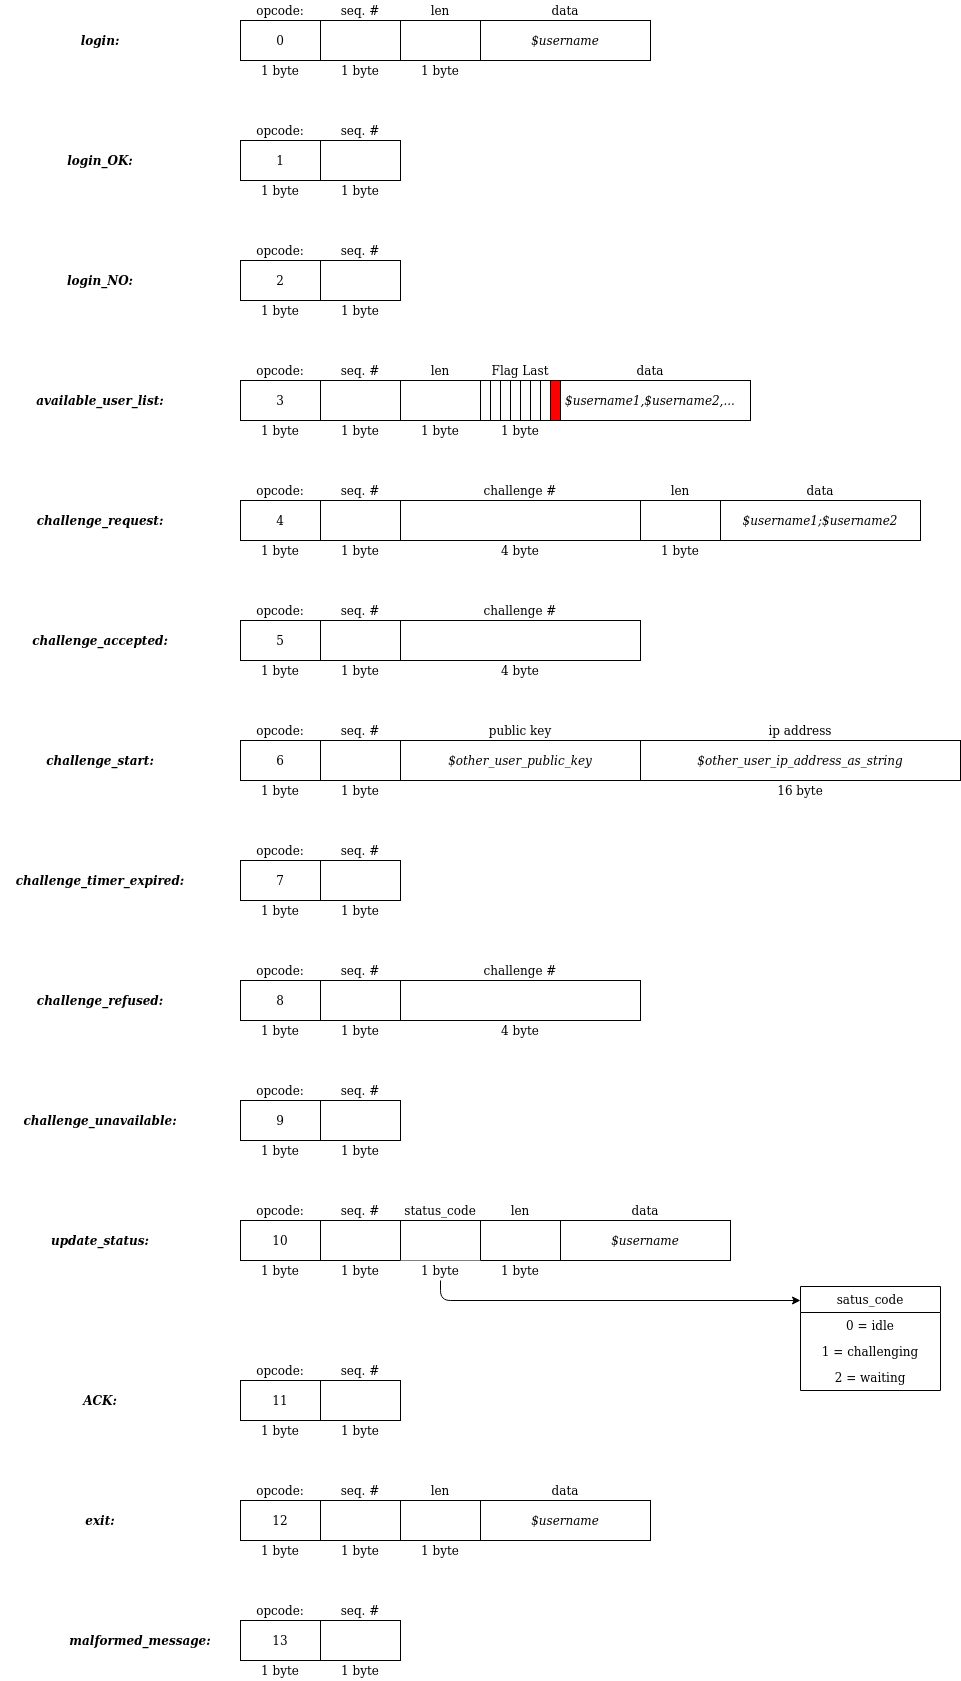 opcode: seq. # len data
login: 0 $username
1 byte 1 byte 1 byte
opcode: seq. #
login_OK: 1
1 byte 1 byte
opcode: seq. #
login_NO: 2
1 byte 1 byte
opcode: seq. # len Flag Last data
available_user_list: 3 $username1,$username2,...
1 byte 1 byte 1 byte 1 byte
opcode: seq. # challenge # len data
challenge_request: 4 $username1;$username2
1 byte 1 byte 4 byte 1 byte
opcode: seq. # challenge #
challenge_accepted: 5
1 byte 1 byte 4 byte
opcode: seq. # public key ip address
challenge_start: 6 $other_user_public_key $other_user_ip_address_as_string
1 byte 1 byte 16 byte
opcode: seq. #
challenge_timer_expired: 7
1 byte 1 byte
opcode: seq. # challenge #
challenge_refused: 8
1 byte 1 byte 4 byte
opcode: seq. #
challenge_unavailable: 9
1 byte 1 byte
opcode: seq. # status_code len data
update_status: 10 $username
1 byte 1 byte 1 byte 1 byte
satus_code
0 = idle
1 = challenging
2 = waiting
opcode: seq. #
ACK: 11
1 byte 1 byte
opcode: seq. # len data
exit: 12 $username
1 byte 1 byte 1 byte
opcode: seq. #
malformed_message: 13
1 byte 1 byte